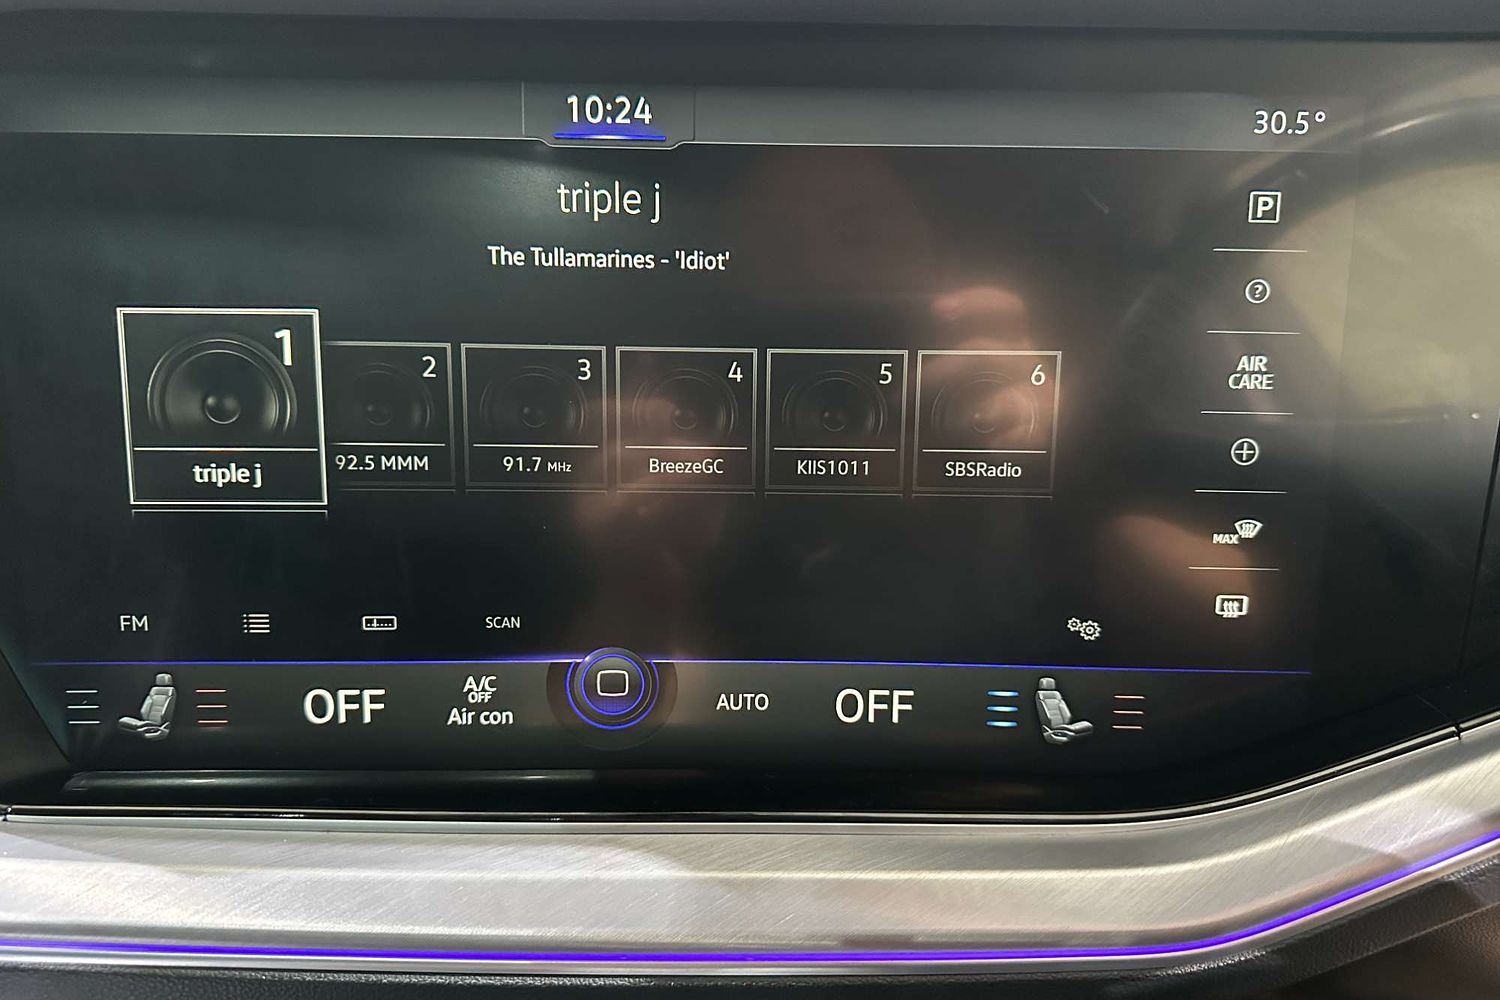 10:24
30.5°
triple j
The Tullamarines - 'Idiot'
P
?
AIR
CARE
MAX
1
triple j
2
92.5 MMM
3
91.7 MHz
4
BreezeGC
5
KIIS1011
6
SBSRadio
FM
SCAN
OFF
A/C
OFF
Air con
AUTO
OFF